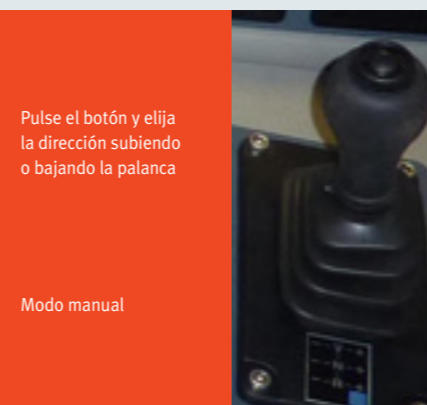 Pulse el botón y elija
la dirección subiendo
o bajando la palanca
Modo manual